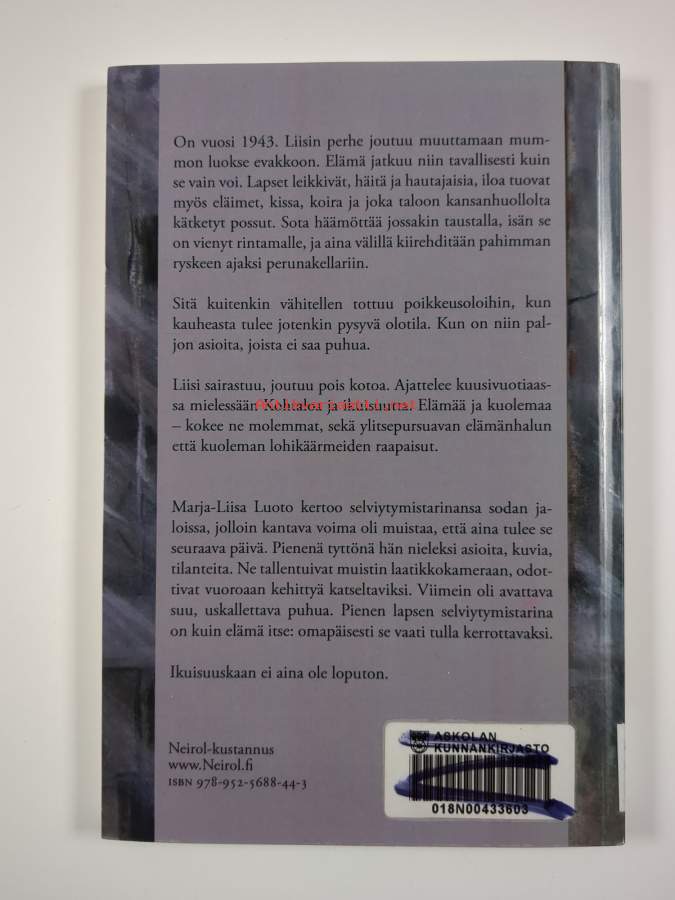 On vuosi 1943. Liisin perhe joutuu muuttamaan mum-
mon luokse evakkoon. Elämä jatkuu niin tavallisesti kuin
se vain voi. Lapset leikkivät, häitä ja hautajaisia, iloa tuovat
myös eläimet, kissa, koira ja joka taloon kansanhuollolta
kätketyt possut. Sota häämöttää jossakin taustalla, isän se
on vienyt rintamalle, ja aina välillä kiirehditään pahimman
ryskeen ajaksi perunakellariin.
Sitä kuitenkin vähitellen tottuu poikkeusoloihin, kun
kauheasta tulee jotenkin pysyvä olotila. Kun on niin pal-
jon asioita, joista ei saa puhua.
Liisi sairastuu, joutuu pois kotoa. Ajattelee kuusivuotiaas-
sa mielessään Kohtaloa ja ikuisuutta. Elämää ja kuolemaa
– kokee ne molemmat, sekä ylitsepursuavan elämänhalun
että kuoleman lohikäärmeiden raapaisut.
Marja-Liisa Luoto kertoo selviytymistarinansa sodan ja-
loissa, jolloin kantava voima oli muistaa, että aina tulee se
seuraava päivä. Pienenä tyttönä hän nieleksi asioita, kuvia,
tilanteita. Ne tallentuivat muistin laatikkokameraan, odot-
tivat vuoroaan kehittyä katseltaviksi. Viimein oli avattava
suu, uskallettava puhua. Pienen lapsen selviytymistarina
on kuin elämä itse: omapäisesti se vaati tulla kerrottavaksi.
Ikuisuuskaan ei aina ole loputon.
Neirol-kustannus
www.Neirol.fi
ISBN 978-952-5688-44-3
ASKOLAN
KUNNANKIRJASTO
018N00433603